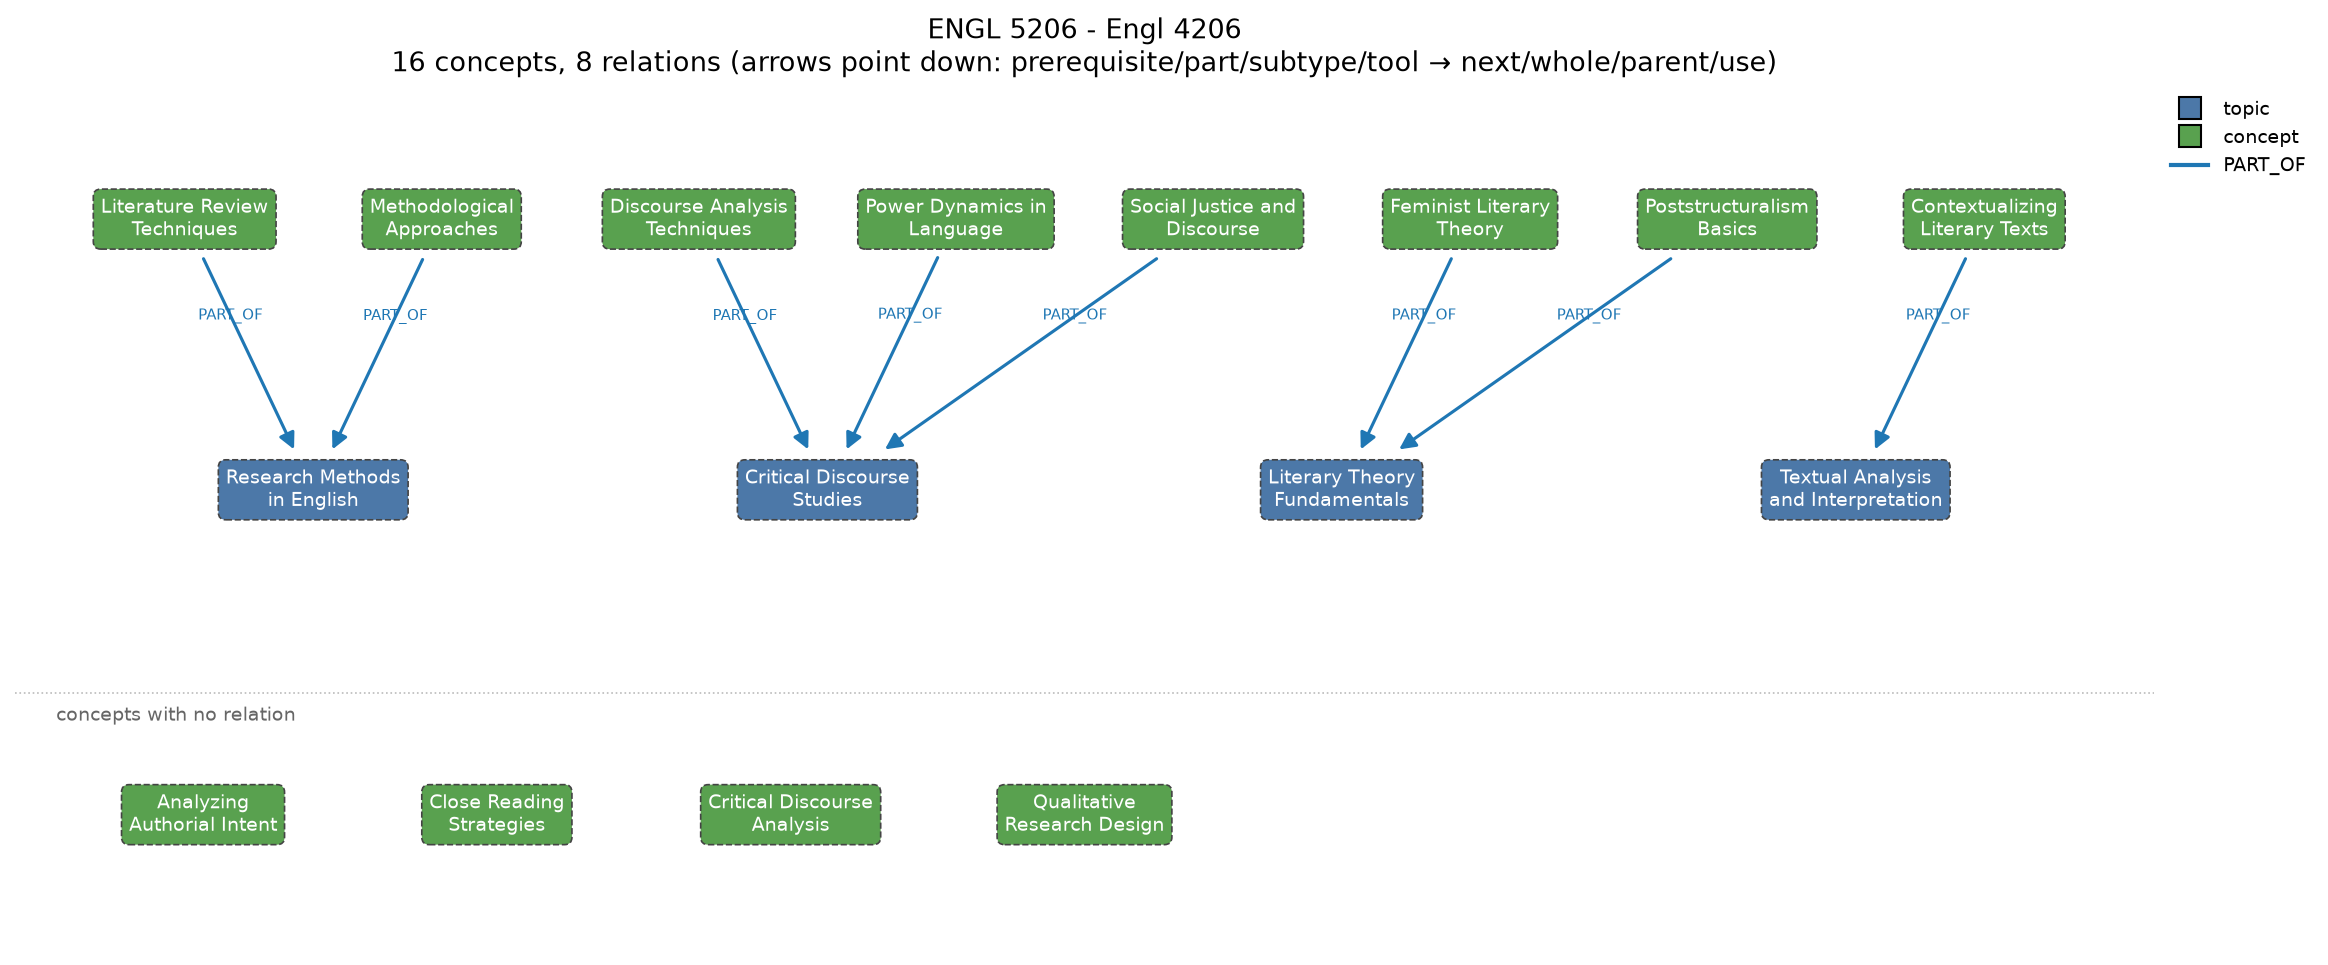 ENGL 5206 - Engl 4206
16 concepts, 8 relations (arrows point down: prerequisite/part/subtype/tool → next/whole/parent/use)
topic
concept
PART_OF
Literature Review
Techniques
Methodological
Approaches
Discourse Analysis
Techniques
Power Dynamics in
Language
Social Justice and
Discourse
Feminist Literary
Theory
Poststructuralism
Basics
Contextualizing
Literary Texts
PART_OF
PART_OF
PART_OF
PART_OF
PART_OF
PART_OF
PART_OF
PART_OF
Research Methods
in English
Critical Discourse
Studies
Literary Theory
Fundamentals
Textual Analysis
and Interpretation
concepts with no relation
Analyzing
Authorial Intent
Close Reading
Strategies
Critical Discourse
Analysis
Qualitative
Research Design